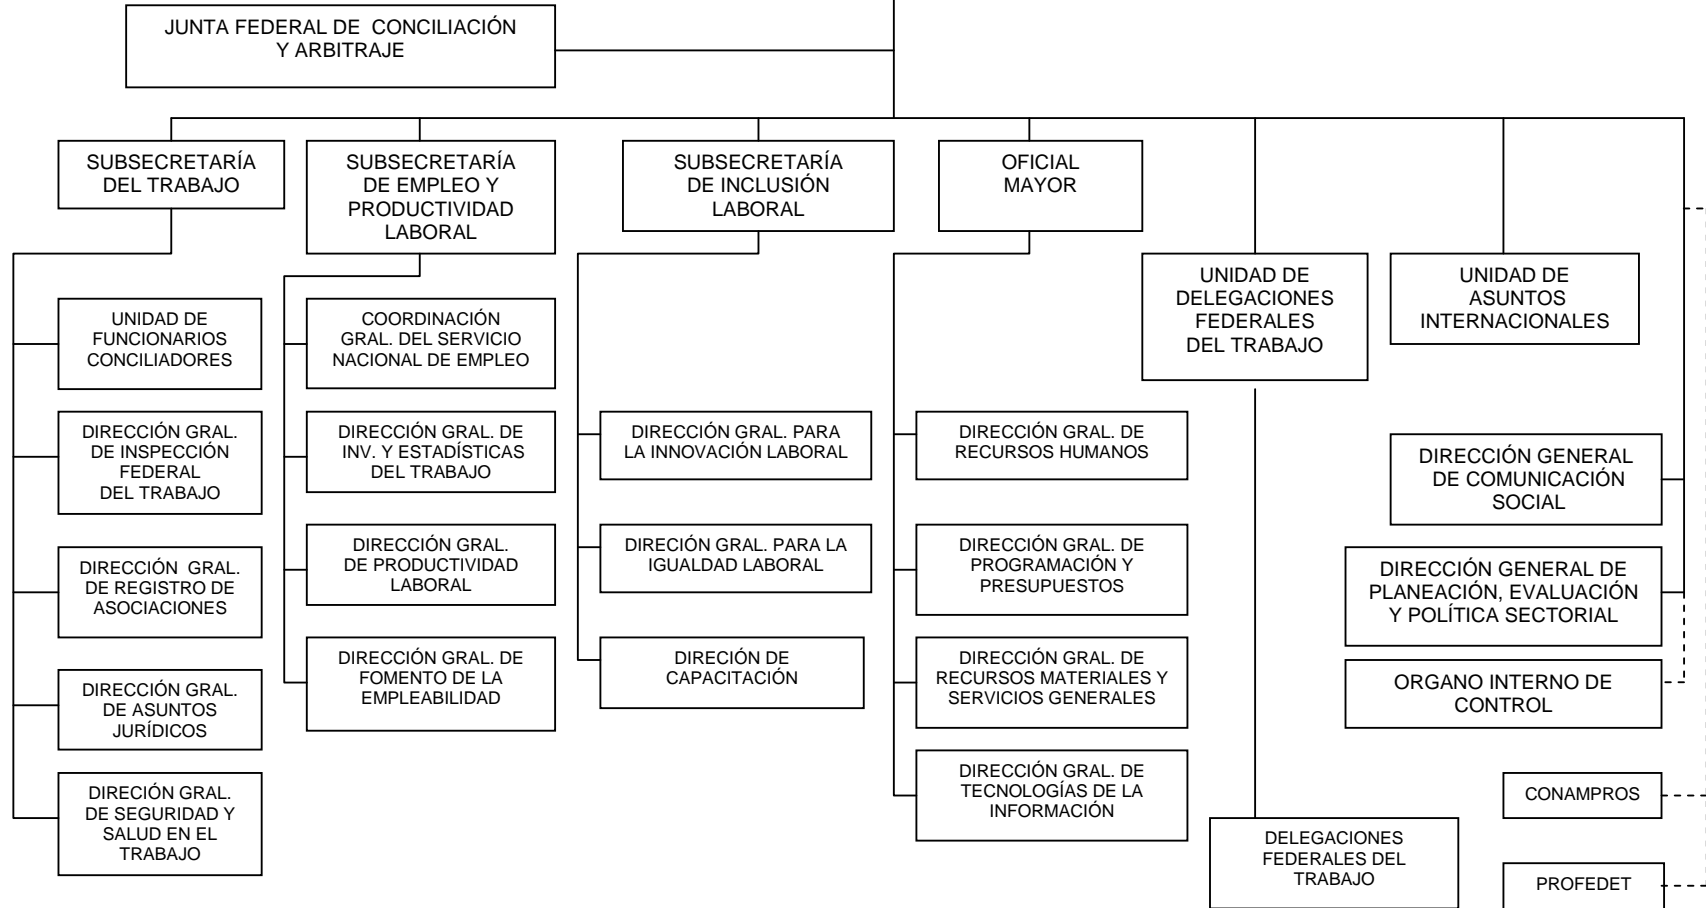 JUNTA FEDERAL DE CONCILIACIÓN
Y ARBITRAJE
SUBSECRETARÍA
DEL TRABAJO
SUBSECRETARÍA
DE EMPLEO Y
PRODUCTIVIDAD
LABORAL
SUBSECRETARÍA
DE INCLUSIÓN
LABORAL
OFICIAL
MAYOR
UNIDAD DE
DELEGACIONES
FEDERALES
DEL TRABAJO
UNIDAD DE
ASUNTOS
INTERNACIONALES
UNIDAD DE
FUNCIONARIOS
CONCILIADORES
DIRECCIÓN GRAL.
DE INSPECCIÓN
FEDERAL
DEL TRABAJO
DIRECCIÓN GRAL.
DE REGISTRO DE
ASOCIACIONES
DIRECCIÓN GRAL.
DE ASUNTOS
JURÍDICOS
DIRECIÓN GRAL.
DE SEGURIDAD Y
SALUD EN EL
TRABAJO
COORDINACIÓN
GRAL. DEL SERVICIO
NACIONAL DE EMPLEO
DIRECCIÓN GRAL. DE
INV. Y ESTADÍSTICAS
DEL TRABAJO
DIRECCIÓN GRAL.
DE PRODUCTIVIDAD
LABORAL
DIRECCIÓN GRAL. DE
FOMENTO DE LA
EMPLEABILIDAD
DIRECCIÓN GRAL. PARA
LA INNOVACIÓN LABORAL
DIRECIÓN GRAL. PARA LA
IGUALDAD LABORAL
DIRECIÓN DE
CAPACITACIÓN
DIRECCIÓN GRAL. DE
RECURSOS HUMANOS
DIRECCIÓN GRAL. DE
PROGRAMACIÓN Y
PRESUPUESTOS
DIRECCIÓN GRAL. DE
RECURSOS MATERIALES Y
SERVICIOS GENERALES
DIRECCIÓN GRAL. DE
TECNOLOGÍAS DE LA
INFORMACIÓN
DELEGACIONES
FEDERALES DEL
TRABAJO
DIRECCIÓN GENERAL
DE COMUNICACIÓN
SOCIAL
DIRECCIÓN GENERAL DE
PLANEACIÓN, EVALUACIÓN
Y POLÍTICA SECTORIAL
ORGANO INTERNO DE
CONTROL
CONAMPROS
PROFEDET